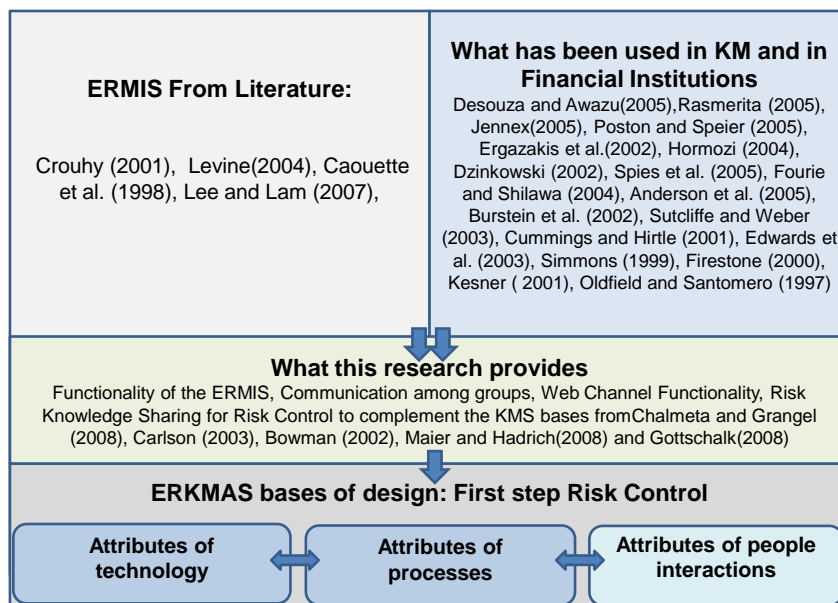 ERMIS From Literature:
Crouhy (2001),  Levine(2004), Caouette
et al. (1998), Lee and Lam (2007),
What has been used in KM and in
Financial Institutions
Desouza and Awazu(2005),Rasmerita (2005),
Jennex(2005), Poston and Speier (2005),
Ergazakis et al.(2002), Hormozi (2004),
Dzinkowski (2002), Spies et al. (2005), Fourie
and Shilawa (2004), Anderson et al. (2005),
Burstein et al. (2002), Sutcliffe and Weber
(2003), Cummings and Hirtle (2001), Edwards et
al. (2003), Simmons (1999), Firestone (2000),
Kesner ( 2001), Oldfield and Santomero (1997)
What this research provides
Functionality of the ERMIS, Communication among groups, Web Channel Functionality, Risk
Knowledge Sharing for Risk Control to complement the KMS bases fromChalmeta and Grangel
(2008), Carlson (2003), Bowman (2002), Maier and Hadrich(2008) and Gottschalk(2008)
ERKMAS bases of design: First step Risk Control
Attributes of
technology
Attributes of
processes
Attributes of people
interactions